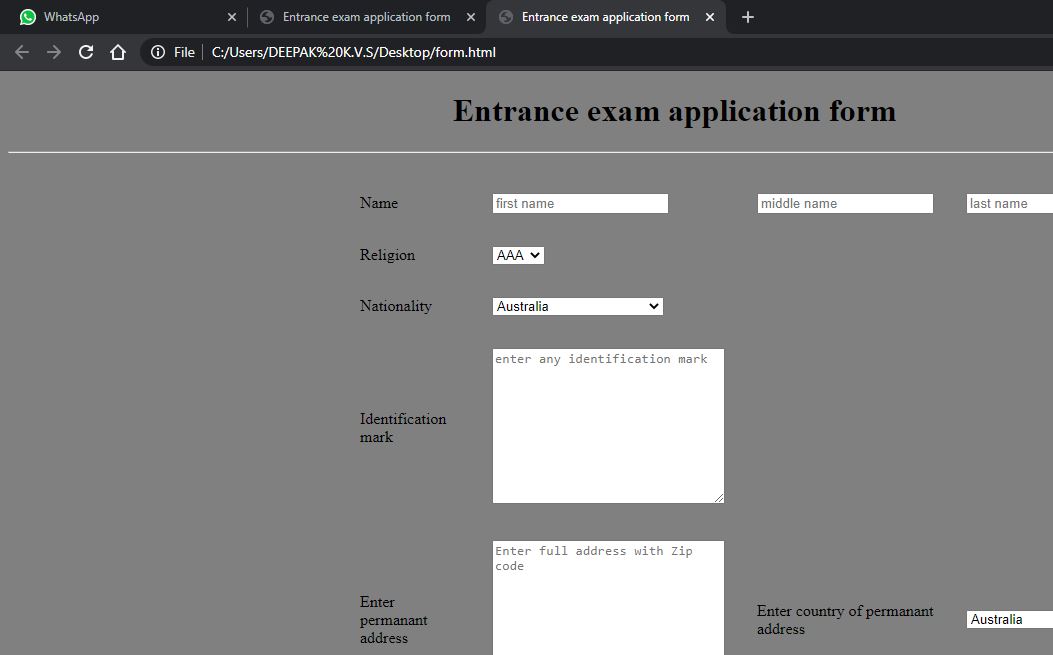 WhatsApp
Entrance exam application form
Entrance exam application form
File
C:/Users/DEEPAK%20K.V.S/Desktop/form.html
Entrance exam application form
Name
first name
middle name
last name
Religion
AAA
Nationality
Australia
Identification
mark
enter any identification mark
Enter
permanant
address
Enter full address with Zip
code
Enter country of permanant
address
Australia